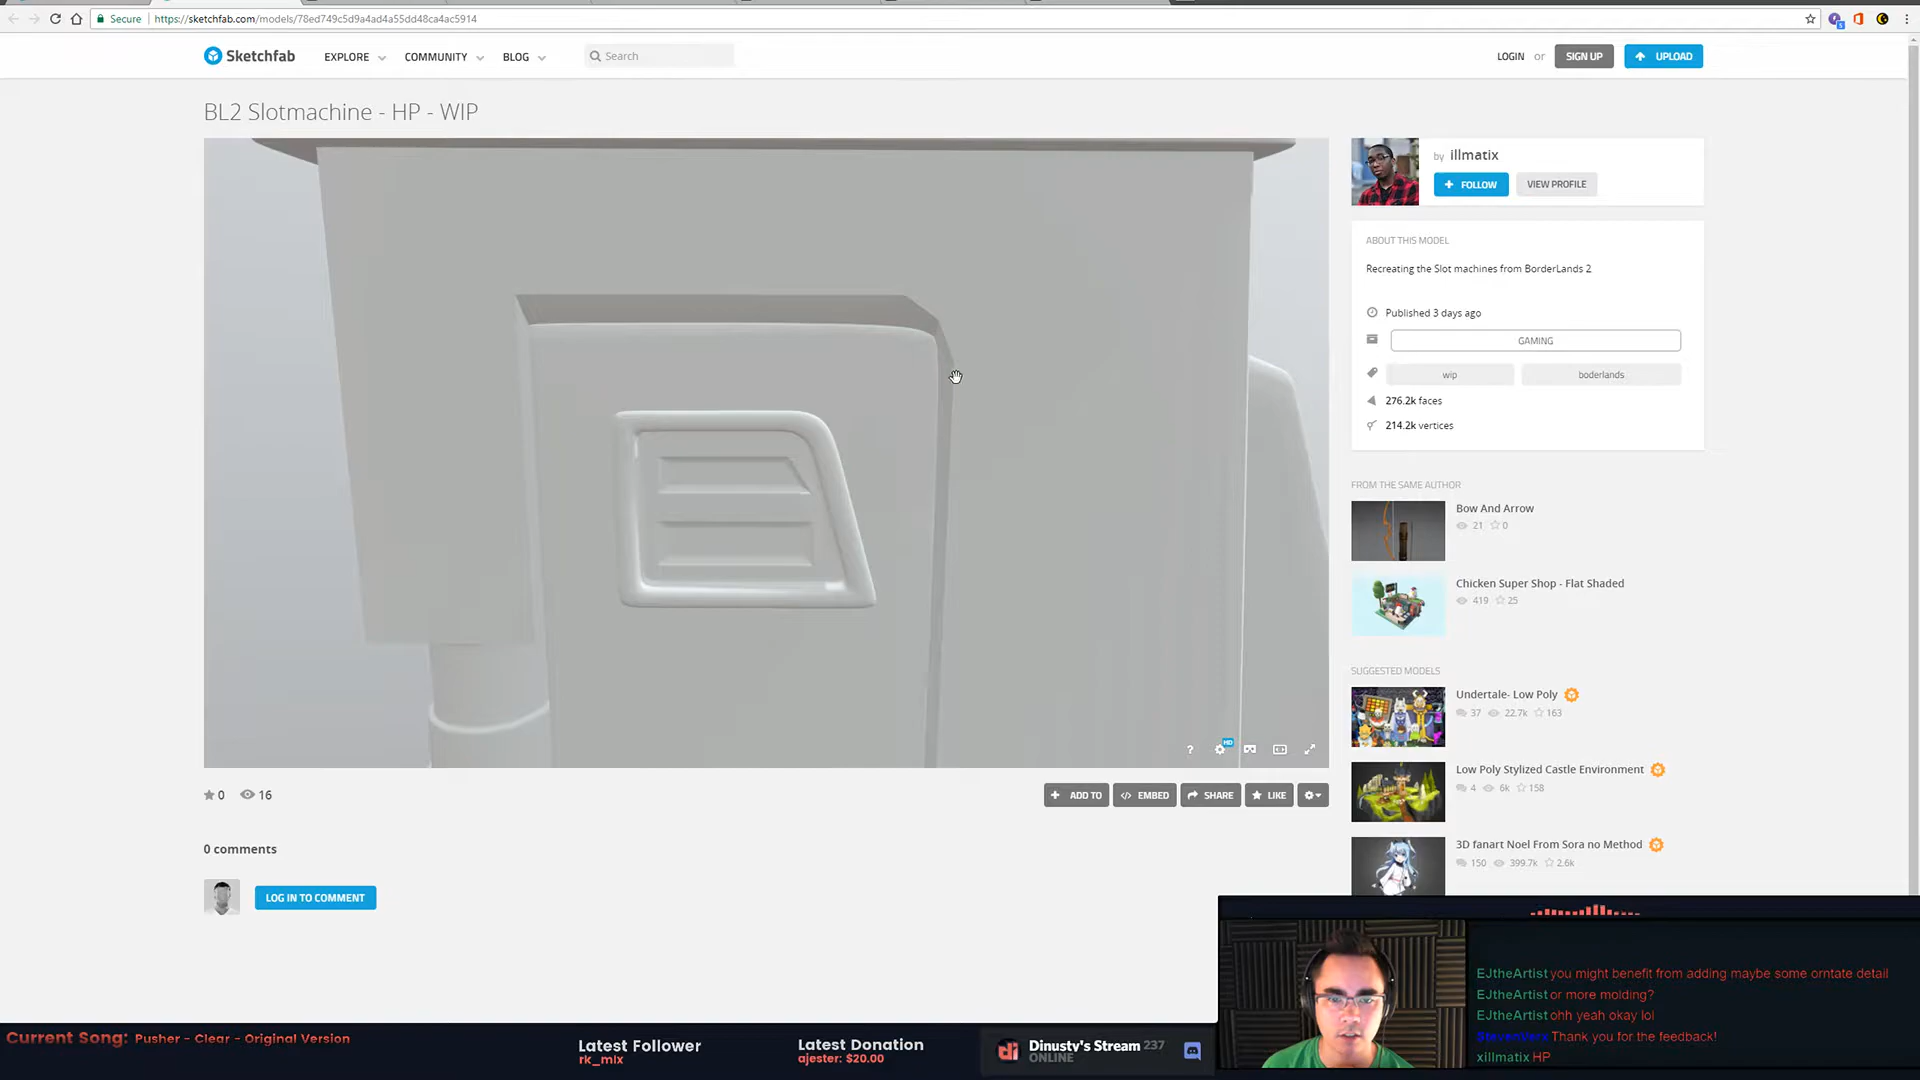 Secure
https://sketchfab.com/models/78ed749c5d9a4ad4a55dd48ca4ac5914
Sketchfab
EXPLORE
COMMUNITY
BLOG
Search
LOGIN or
SIGN UP
UPLOAD
BL2 Slotmachine - HP - WIP
by illmatix
FOLLOW
VIEW PROFILE
ABOUT THIS MODEL
Recreating the Slot machines from BorderLands 2
Published 3 days ago
GAMING
wip
boderlands
276.2k faces
214.2k vertices
FROM THE SAME AUTHOR
Bow And Arrow
21 0
Chicken Super Shop - Flat Shaded
419 25
SUGGESTED MODELS
Undertale- Low Poly
37 22.7k 163
Low Poly Stylized Castle Environment
4 6k 158
3D fanart Noel From Sora no Method
150 399.7k 2.6k
? HD
0 16
ADD TO
EMBED
SHARE
LIKE
0 comments
LOG IN TO COMMENT
EJtheArtist you might benefit from adding maybe some orntate detail
EJtheArtist or more molding?
EJtheArtist ohh yeah okay lol
Thank you for the feedback!
xillmatix HP
Current Song: Pusher - Clear - Original Version
Latest Follower
rk_mix
Latest Donation
ajester: $20.00
Dinusty's Stream 237
ONLINE